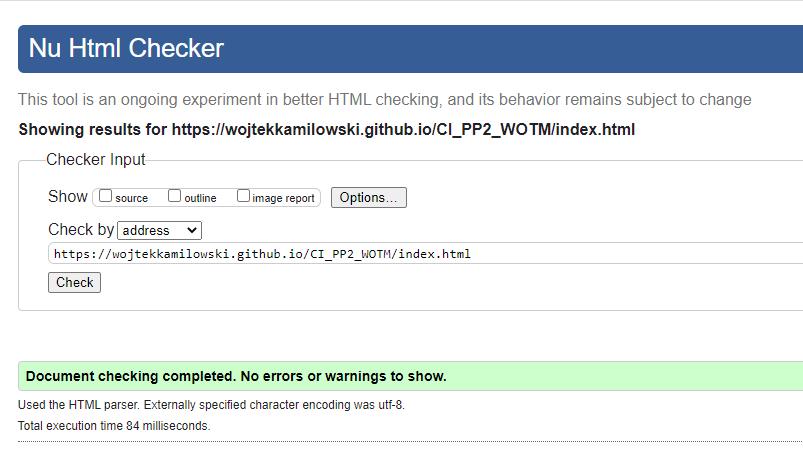 Nu Html Checker
This tool is an ongoing experiment in better HTML checking, and its behavior remains subject to change
Showing results for https://wojtekkamilowski.github.io/CI_PP2_WOTM/index.html
Checker Input
Show source outline image report Options...
Check by address
https://wojtekkamilowski.github.io/CI_PP2_WOTM/index.html
Check
Document checking completed. No errors or warnings to show.
Used the HTML parser. Externally specified character encoding was utf-8.
Total execution time 84 milliseconds.